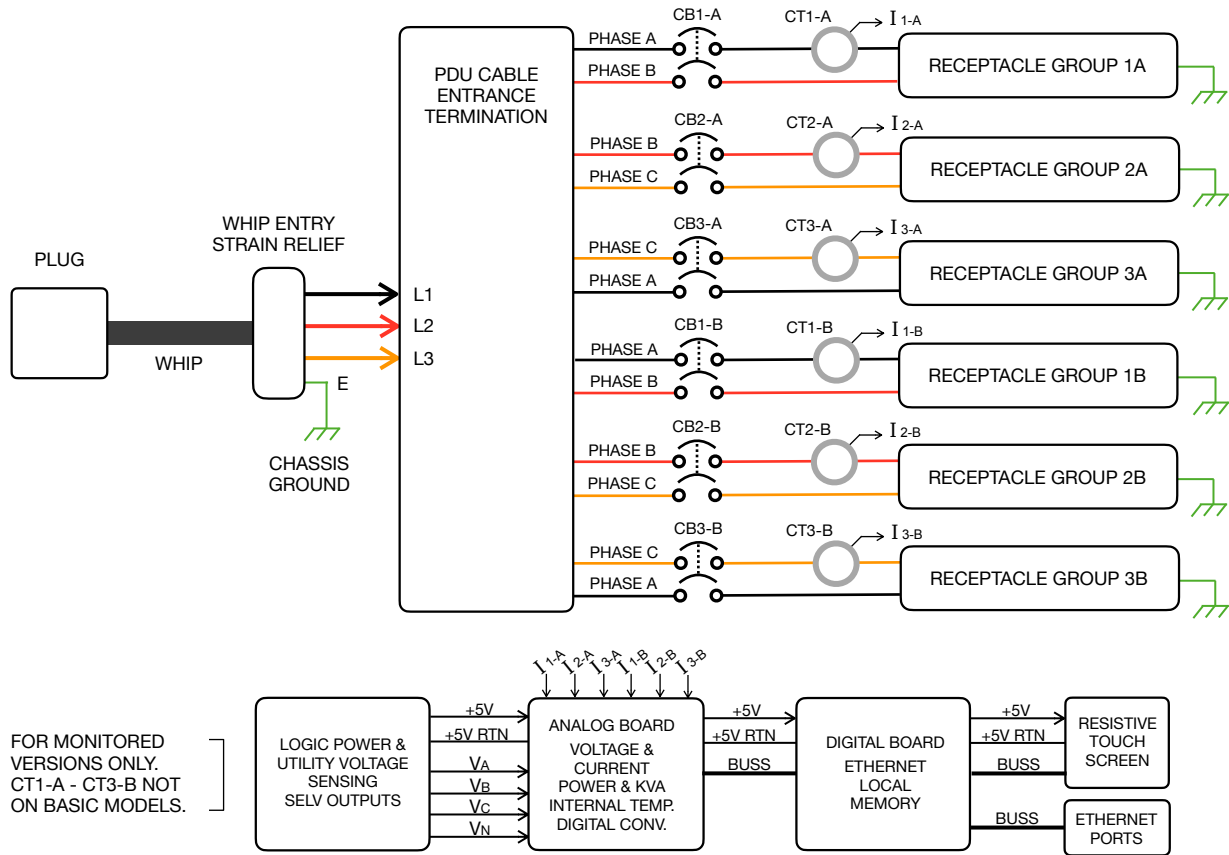 CB1-A
CT1-A
I 1-A
PHASE A
PHASE B
RECEPTACLE GROUP 1A
PDU CABLE
ENTRANCE
TERMINATION
CB2-A
CT2-A
I 2-A
PHASE B
PHASE C
RECEPTACLE GROUP 2A
CB3-A
CT3-A
I 3-A
PHASE C
PHASE A
RECEPTACLE GROUP 3A
WHIP ENTRY
STRAIN RELIEF
PLUG
WHIP
L1
L2
L3
E
CHASSIS
GROUND
CB1-B
CT1-B
I 1-B
PHASE A
PHASE B
RECEPTACLE GROUP 1B
CB2-B
CT2-B
I 2-B
PHASE B
PHASE C
RECEPTACLE GROUP 2B
CB3-B
CT3-B
I 3-B
PHASE C
PHASE A
RECEPTACLE GROUP 3B
FOR MONITORED
VERSIONS ONLY.
CT1-A - CT3-B NOT
ON BASIC MODELS.
LOGIC POWER &
UTILITY VOLTAGE
SENSING
SELV OUTPUTS
+5V
+5V RTN
VA
VB
VC
VN
I 1-A
I 2-A
I 3-A
I 1-B
I 2-B
I 3-B
ANALOG BOARD
VOLTAGE &
CURRENT
POWER & KVA
INTERNAL TEMP.
DIGITAL CONV.
+5V
+5V RTN
BUSS
DIGITAL BOARD
ETHERNET
LOCAL
MEMORY
+5V
+5V RTN
BUSS
RESISTIVE
TOUCH
SCREEN
BUSS
ETHERNET
PORTS